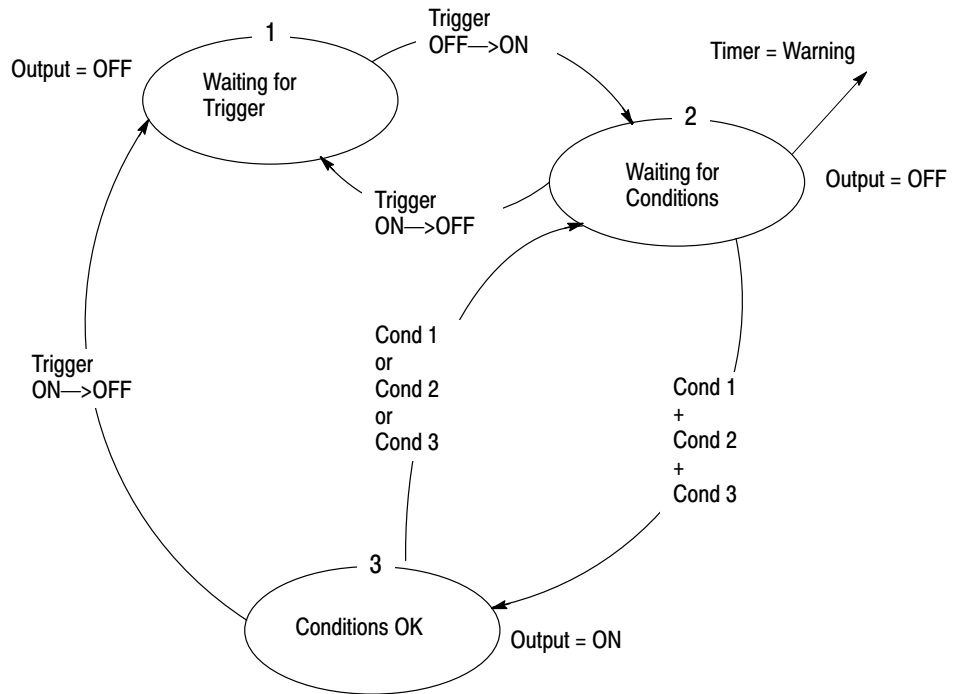 1
Trigger
OFF—>ON
Output = OFF
Waiting for
Trigger
Timer = Warning
2
Waiting for
Conditions
Output = OFF
Trigger
ON—>OFF
Cond 1
or
Cond 2
or
Cond 3
Trigger
ON—>OFF
Cond 1
+
Cond 2
+
Cond 3
3
Conditions OK
Output = ON